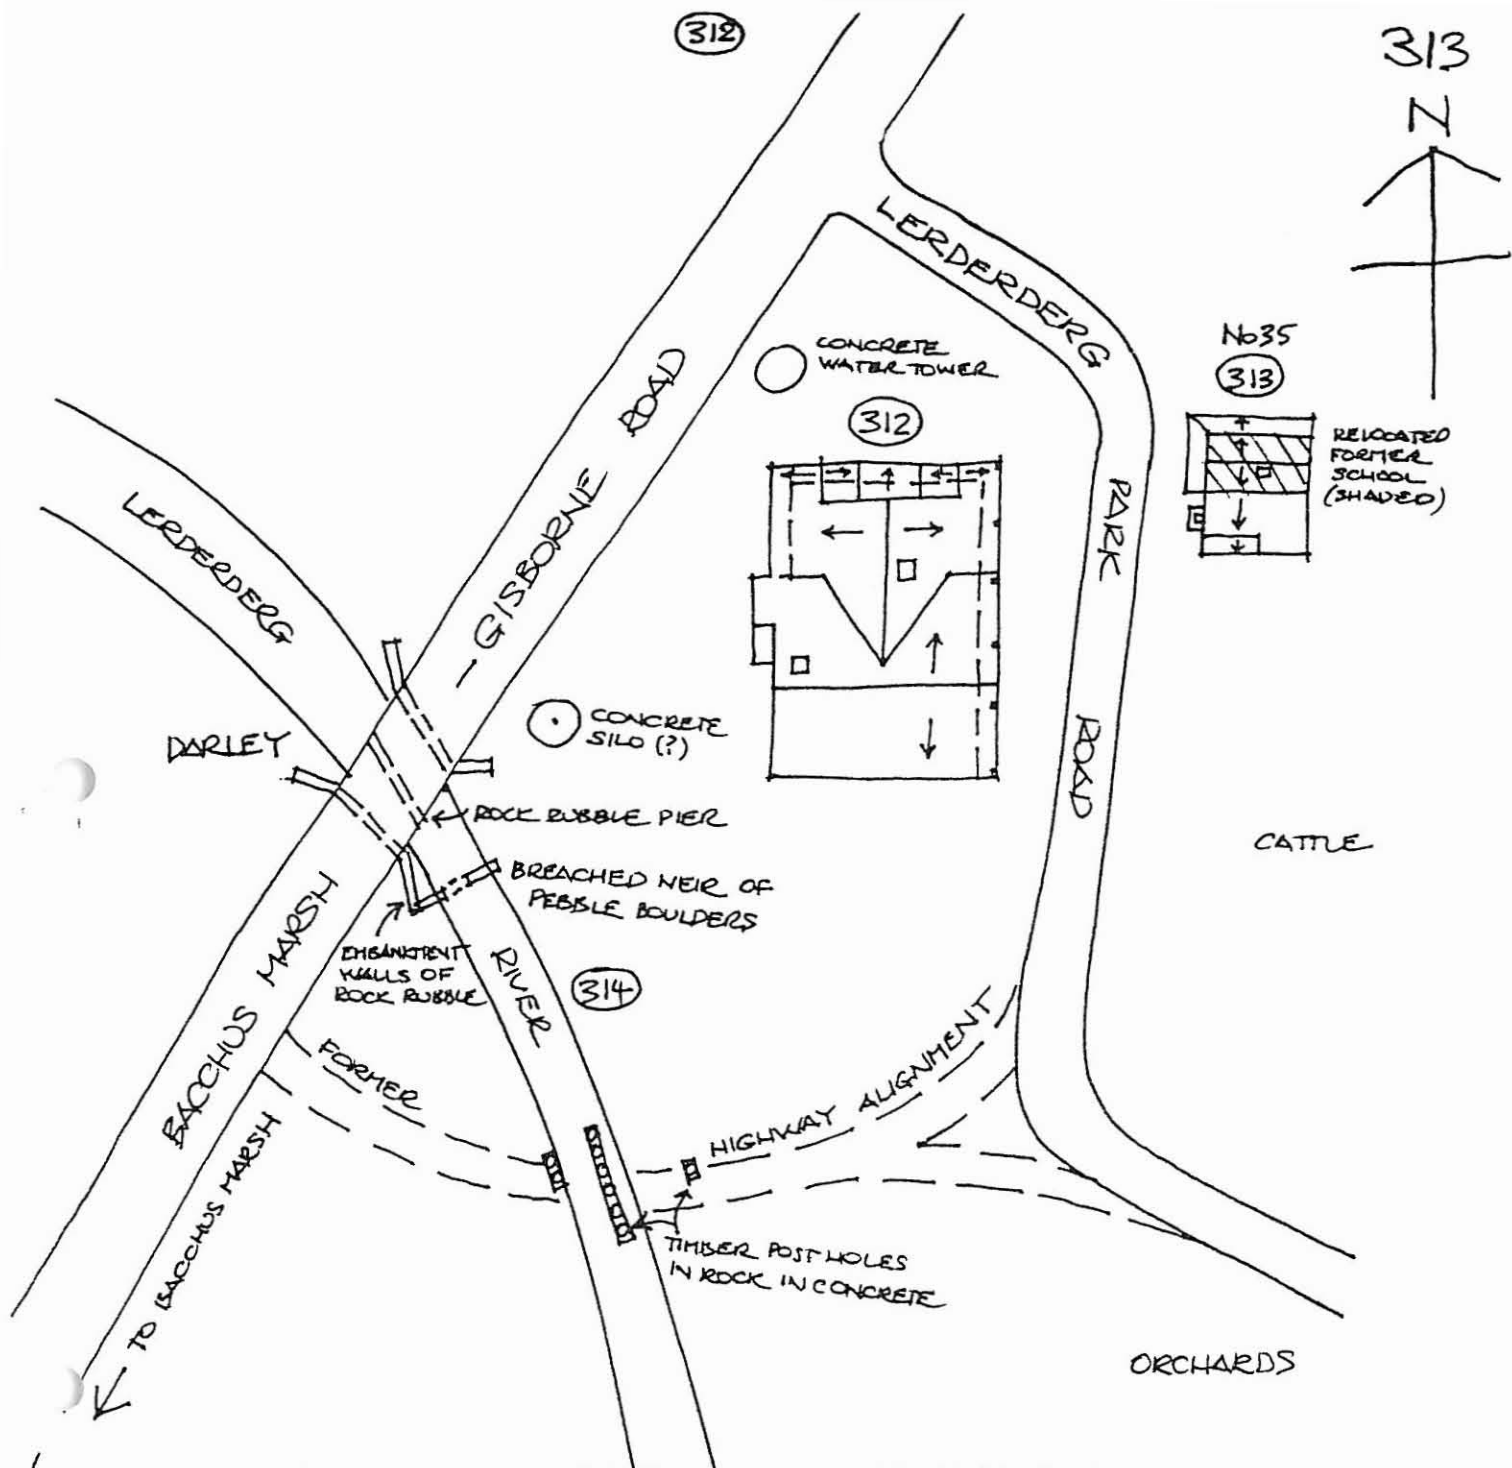 312
313
N
LERDERDERG
PARK
ROAD
No35
313
RELOCATED
FORMER
SCHOOL
(SHADED)
CONCRETE
WATER TOWER
312
BACCHUS MARSH
- GISBORNE
ROAD
LERDERDERG
RIVER
DARLEY
CONCRETE
SILO (?)
ROCK RUBBLE PIER
BREACHED WEIR OF
PEBBLE BOULDERS
EMBANKMENT
WALLS OF
ROCK RUBBLE
314
CATTLE
FORMER
HIGHWAY ALIGNMENT
TO BACCHUS MARSH
TIMBER POST HOLES
IN ROCK IN CONCRETE
ORCHARDS